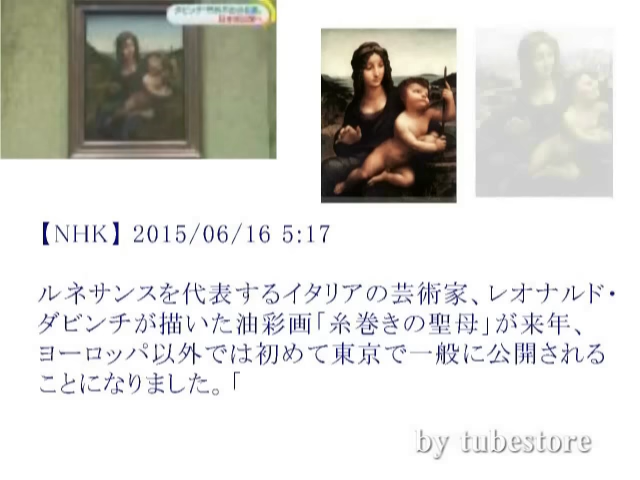 【NHK】 2015/06/16 5:17
ルネサンスを代表するイタリアの芸術家、レオナルド・
ダビンチが描いた油彩画「糸巻きの聖母」が来年、
ヨーロッパ以外では初めて東京で一般に公開される
ことになりました。「
by tubestore